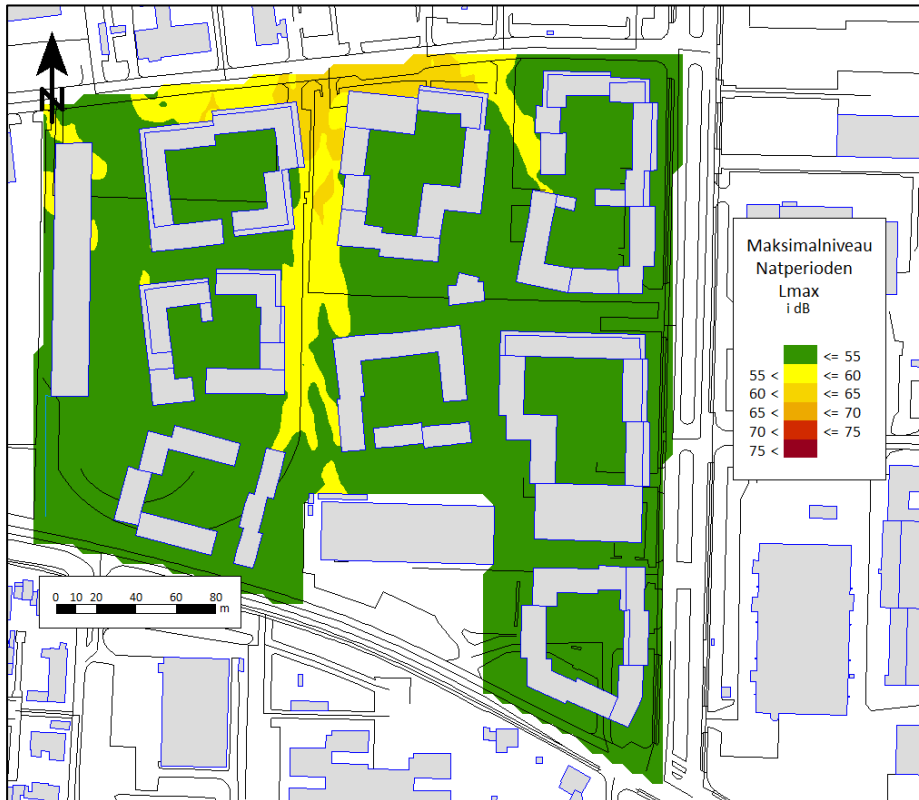 N
Maksimalniveau
Natperioden
Lmax
i dB
<= 55
55 < <= 60
60 < <= 65
65 < <= 70
70 < <= 75
75 <
0 10 20 40 60 80
m